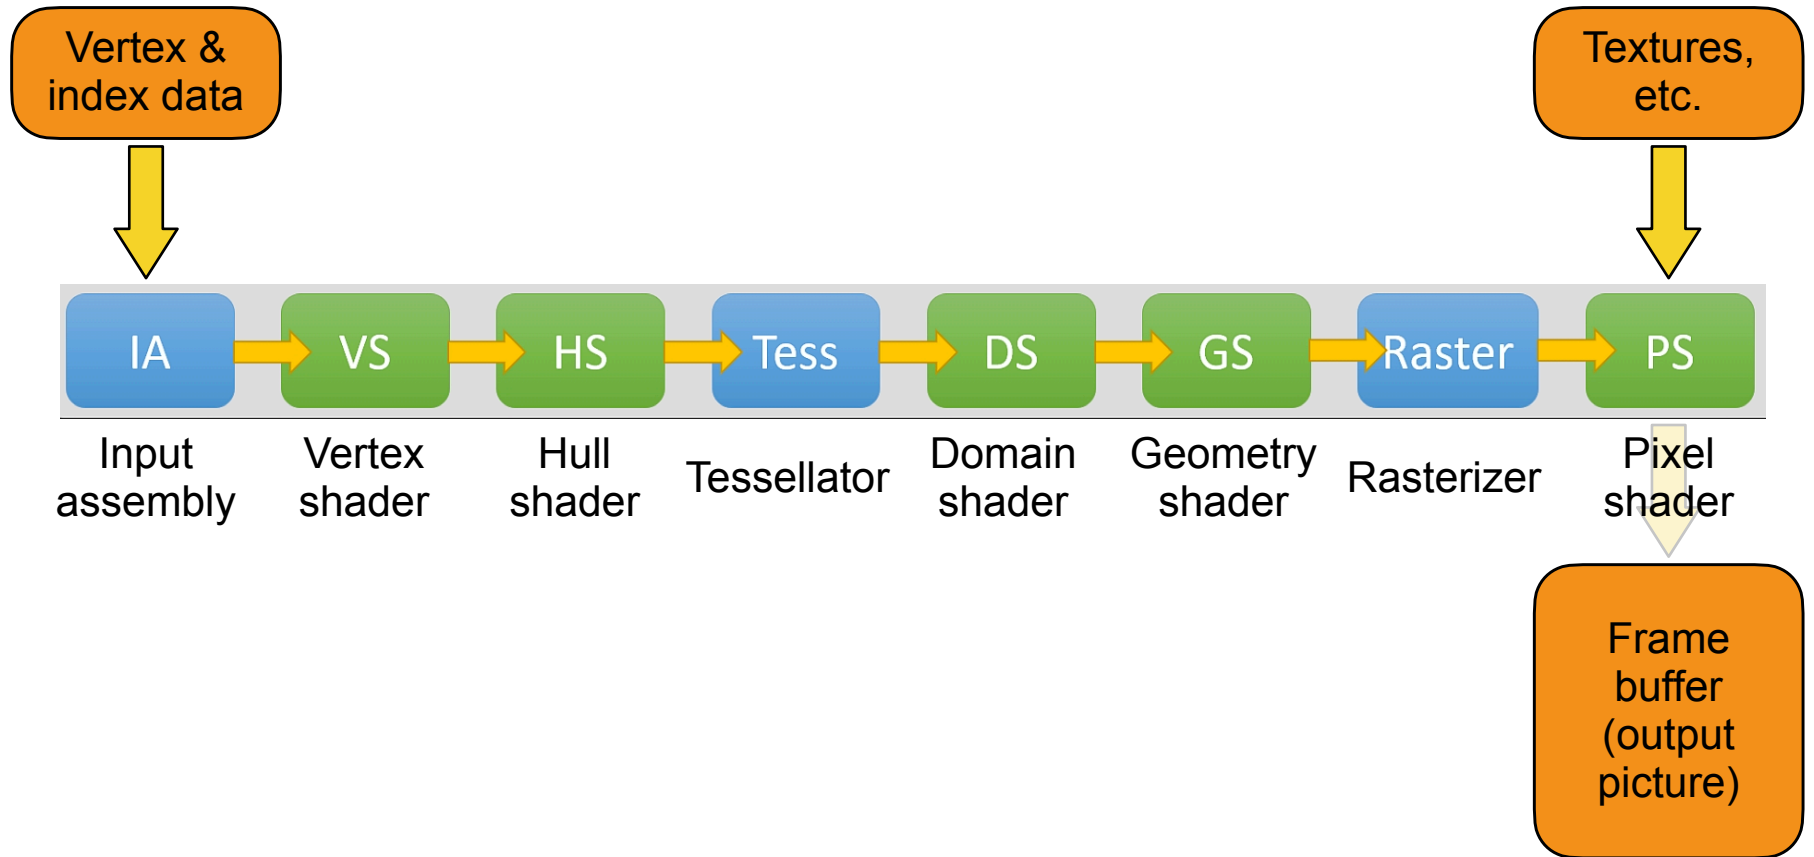 Vertex &
index data
Textures,
etc.
IA
VS
HS
Tess
DS
GS
Raster
PS
Input
assembly
Vertex
shader
Hull
shader
Tessellator
Domain
shader
Geometry
shader
Rasterizer
Pixel
shader
Frame
buffer
(output
picture)